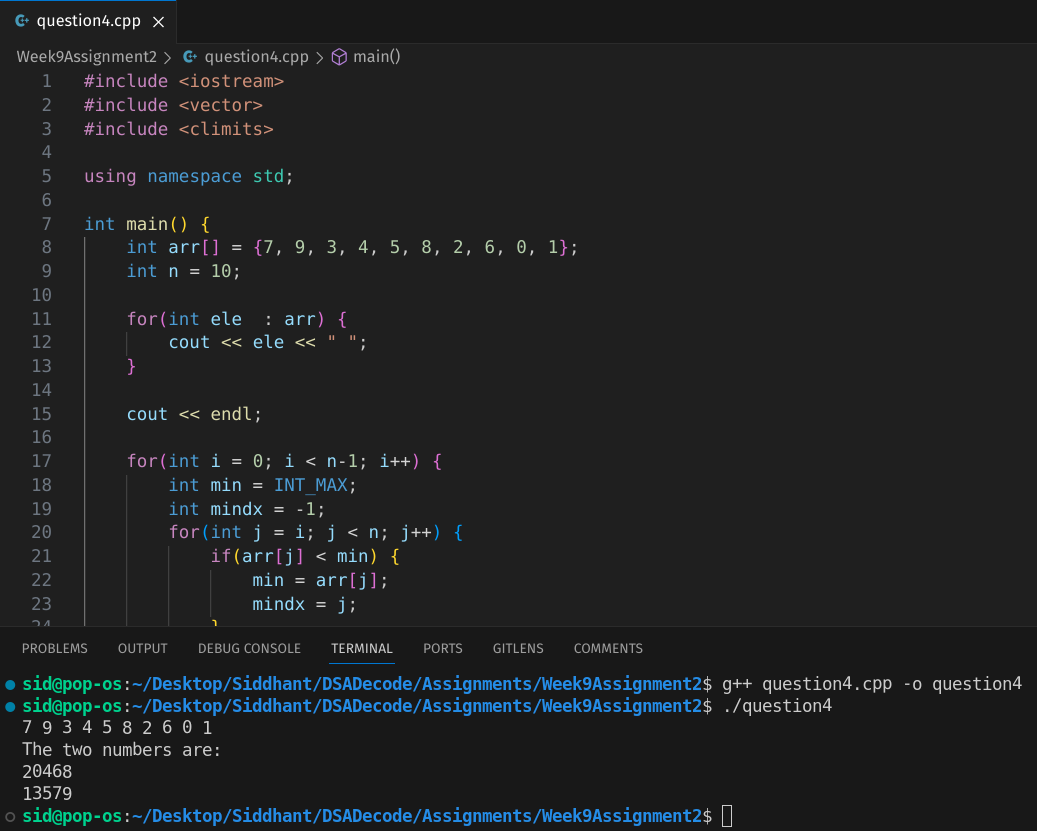 question4.cpp
Week9Assignment2 > question4.cpp > main()
1 #include <iostream>
2 #include <vector>
3 #include <climits>
4
5 using namespace std;
6
7 int main() {
8 int arr[] = {7, 9, 3, 4, 5, 8, 2, 6, 0, 1};
9 int n = 10;
10
11 for(int ele  : arr) {
12 cout << ele << " ";
13 }
14
15 cout << endl;
16
17 for(int i = 0; i < n-1; i++) {
18 int min = INT_MAX;
19 int mindx = -1;
20 for(int j = i; j < n; j++) {
21 if(arr[j] < min) {
22 min = arr[j];
23 mindx = j;
24 }
PROBLEMS OUTPUT DEBUG CONSOLE TERMINAL PORTS GITLENS COMMENTS
sid@pop-os:~/Desktop/Siddhant/DSADecode/Assignments/Week9Assignment2$ g++ question4.cpp -o question4
sid@pop-os:~/Desktop/Siddhant/DSADecode/Assignments/Week9Assignment2$ ./question4
7 9 3 4 5 8 2 6 0 1
The two numbers are:
20468
13579
sid@pop-os:~/Desktop/Siddhant/DSADecode/Assignments/Week9Assignment2$